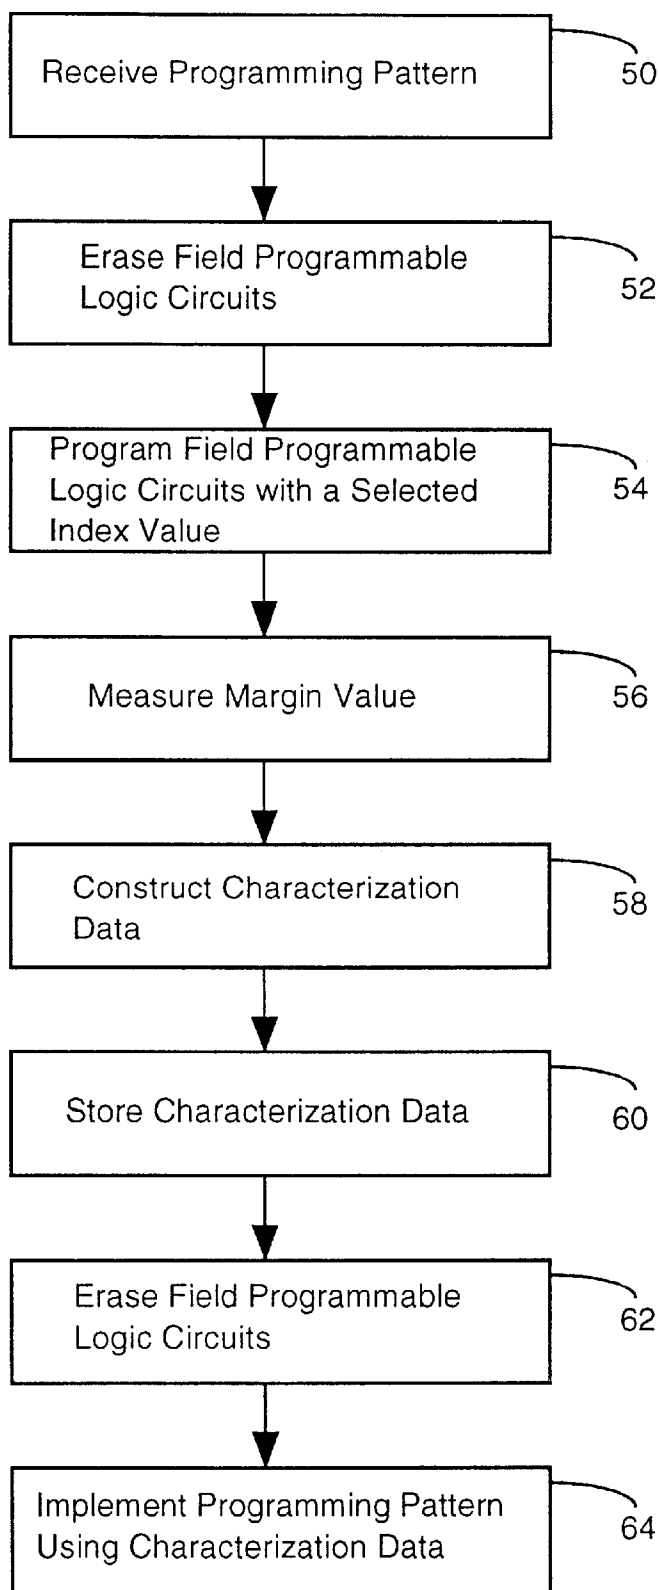 Receive Programming Pattern
50
Erase Field Programmable
Logic Circuits
52
Program Field Programmable
Logic Circuits with a Selected
Index Value
54
Measure Margin Value
56
Construct Characterization
Data
58
Store Characterization Data
60
Erase Field Programmable
Logic Circuits
62
Implement Programming Pattern
Using Characterization Data
64